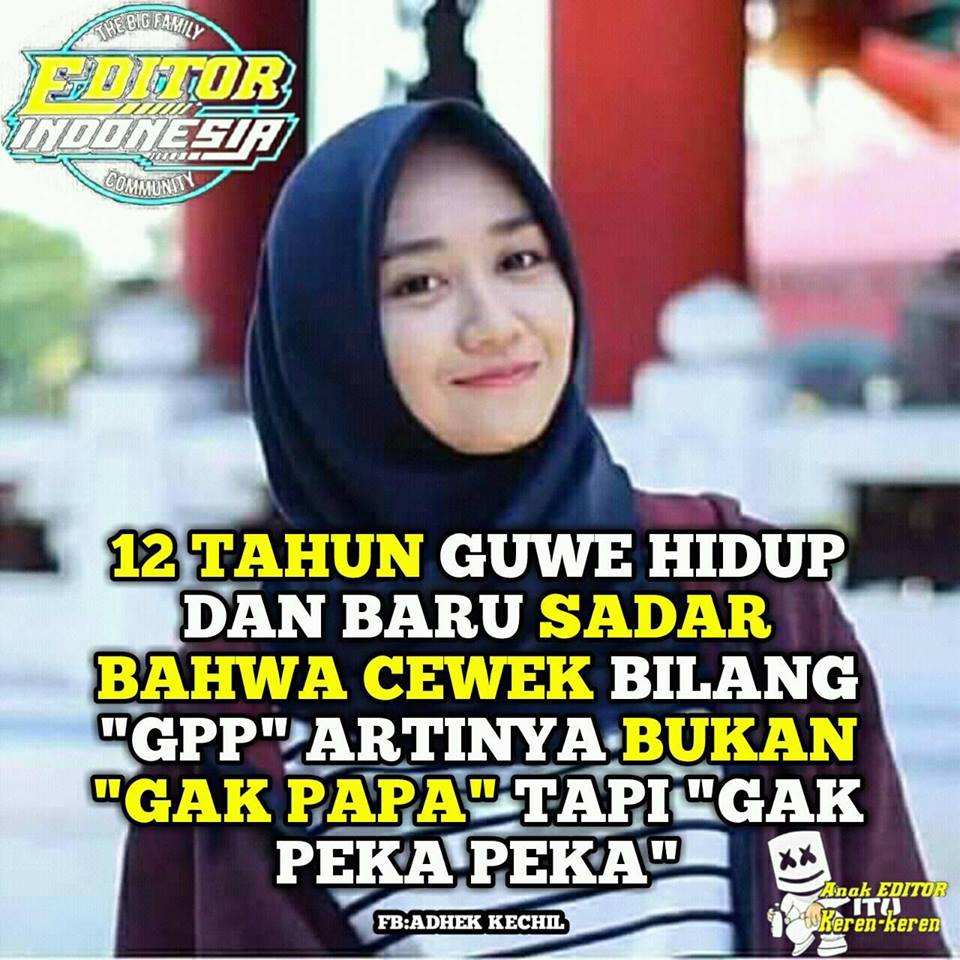 THE BIG FAMILY
EDITOR
INDONESIA
COMMUNITY
12 TAHUN GUWE HIDUP
DAN BARU SADAR
BAHWA CEWEK BILANG
"GPP" ARTINYA BUKAN
"GAK PAPA" TAPI "GAK
PEKA PEKA"
FB:ADHEK KECHIL
Anak EDITOR
ITU
Keren-keren